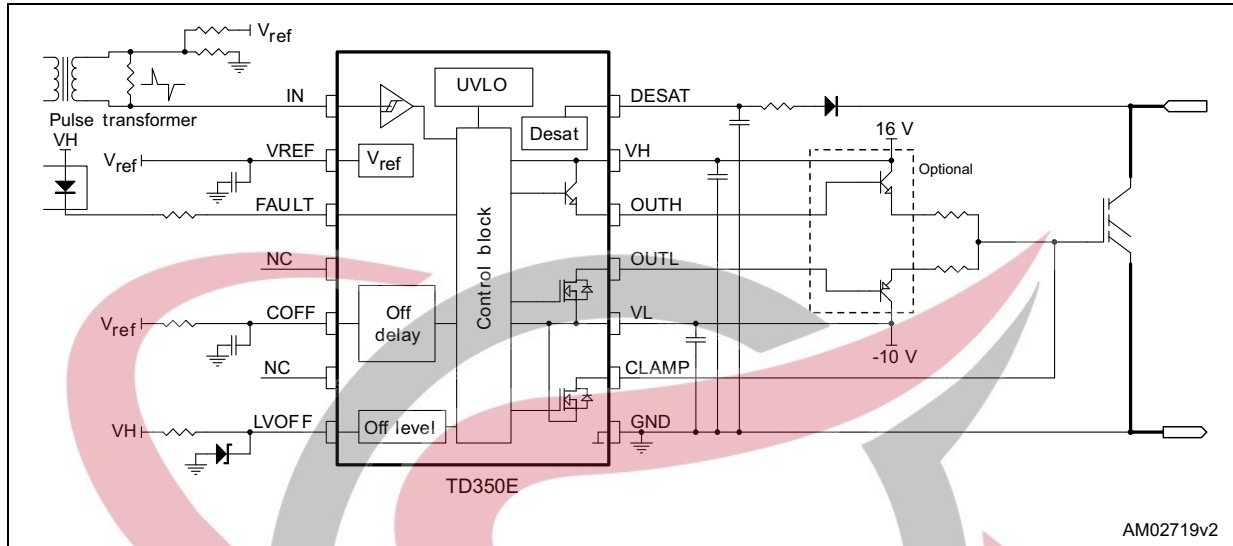 Vref
Pulse transformer
IN
UVLO
DESAT
Desat
VH
16 V
Vref
VREF
Vref
VH
Optional
FAULT
OUTH
NC
Control block
OUTL
Vref
COFF
Off
delay
VL
-10 V
NC
CLAMP
VH
LVOFF
Off level
GND
TD350E
AM02719v2